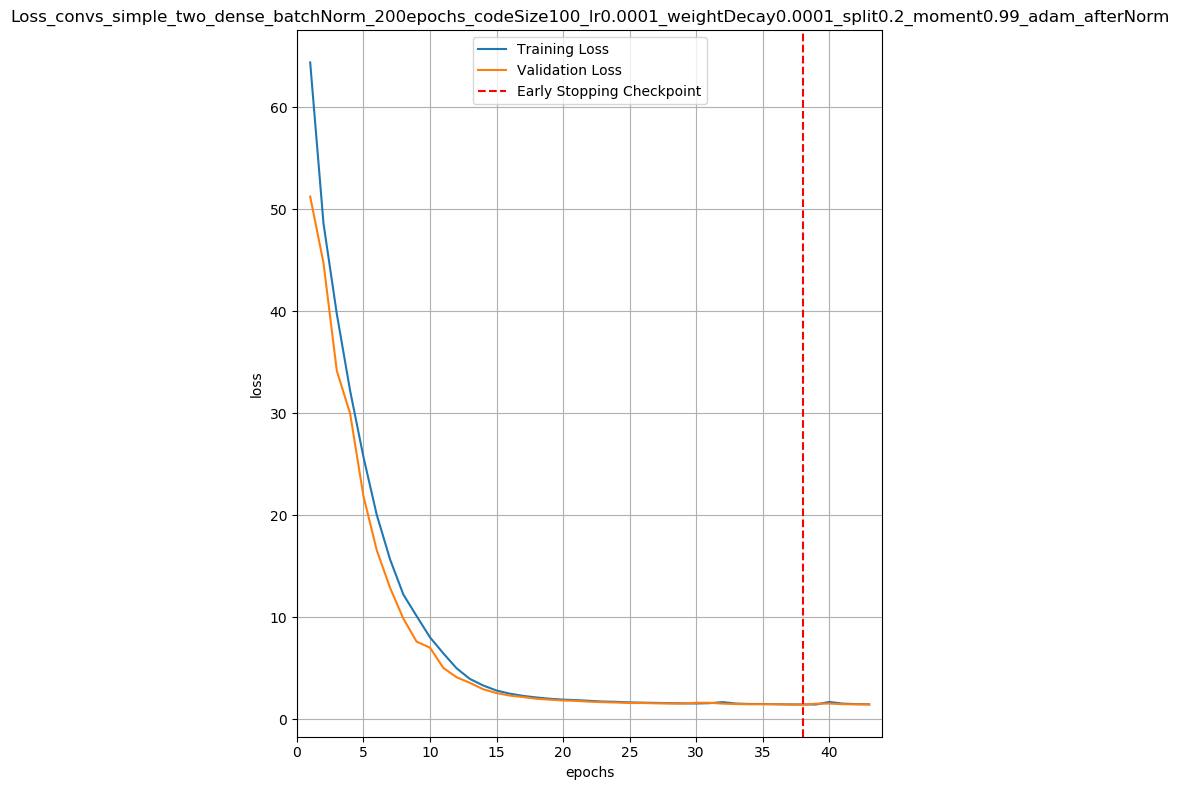 Loss_convs_simple_two_dense_batchNorm_200epochs_codeSize100_lr0.0001_weightDecay0.0001_split0.2_moment0.99_adam_afterNorm
Training Loss
Validation Loss
Early Stopping Checkpoint
60
50
40
30
20
10
0
loss
0 5 10 15 20 25 30 35 40
epochs